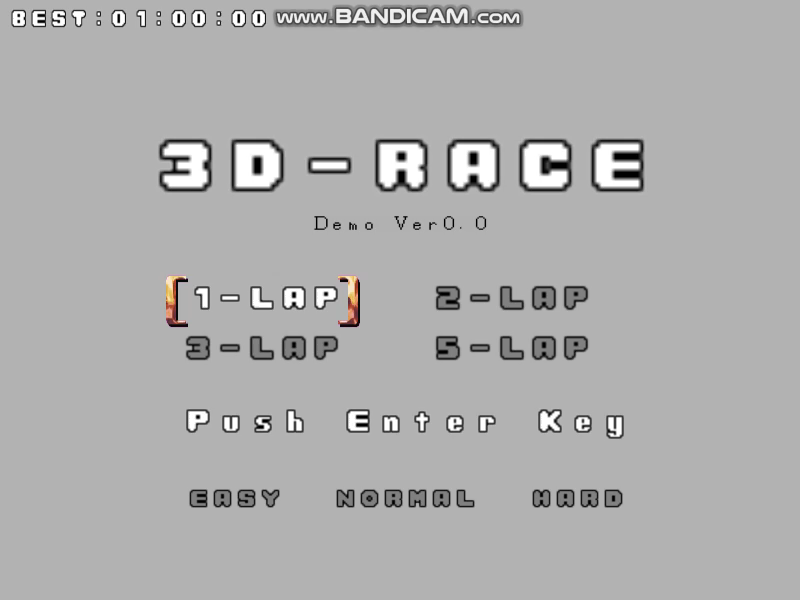 BEST:01:00:00 www.BANDICAM.com
3D-RACE
Demo Ver0.0
[1-LAP] 2-LAP
3-LAP 5-LAP
Push Enter Key
EASY NORMAL HARD